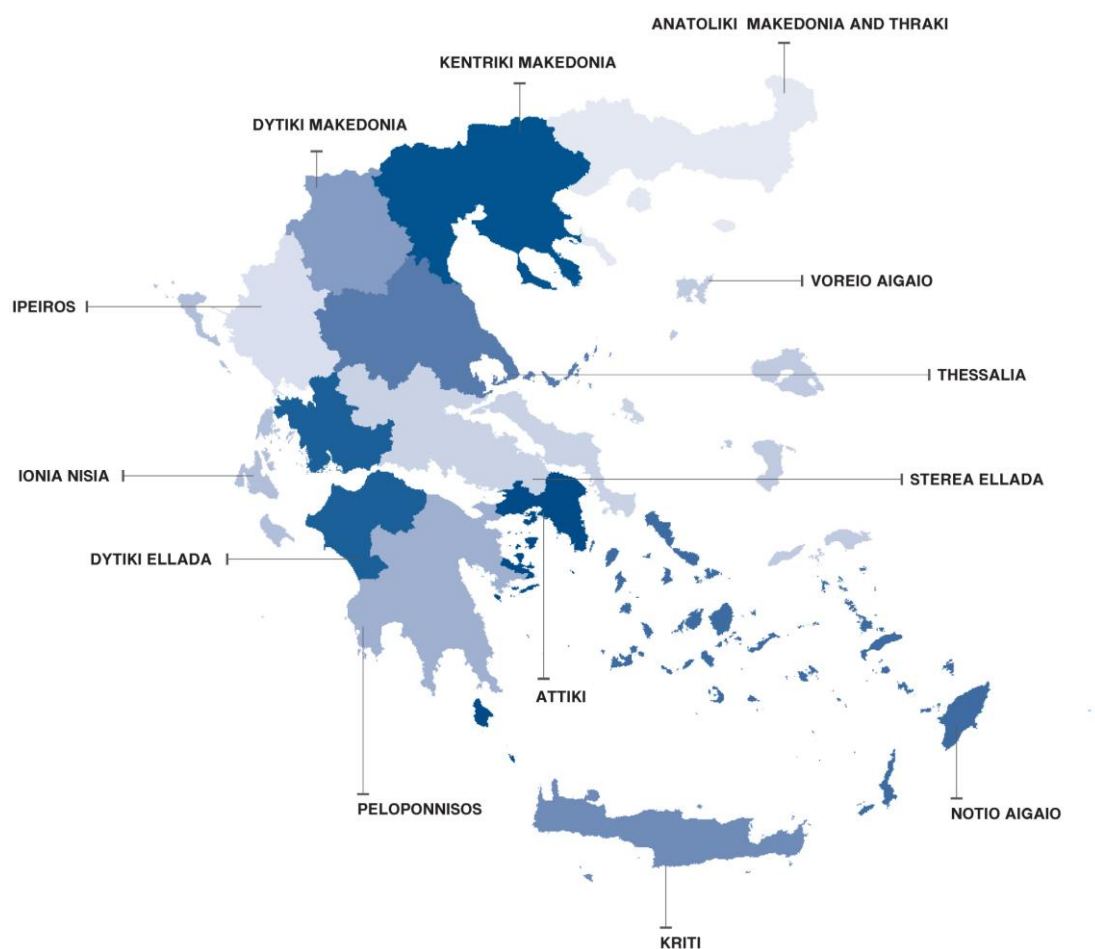 ANATOLIKI MAKEDONIA AND THRAKI
KENTRIKI MAKEDONIA
DYTIKI MAKEDONIA
VOREIO AIGAIO
IPEIROS
THESSALIA
IONIA NISIA
STEREA ELLADA
DYTIKI ELLADA
ATTIKI
PELOPONNISOS
NOTIO AIGAIO
KRITI